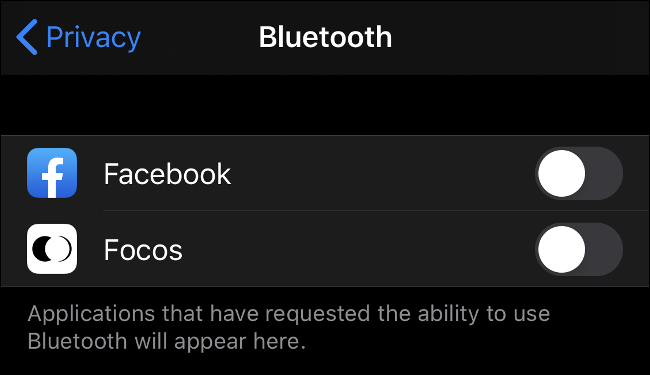 Privacy
Bluetooth
Facebook
Focos
Applications that have requested the ability to use
Bluetooth will appear here.